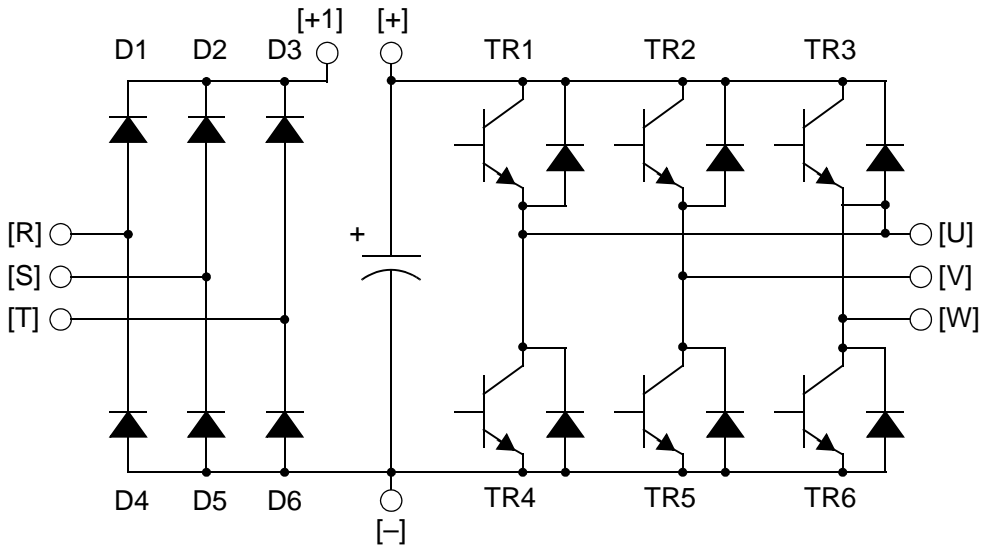 [+1] [+]
D1 D2 D3 TR1 TR2 TR3
[R] + [U]
[S] [V]
[T] [W]
D4 D5 D6 TR4 TR5 TR6
[–]